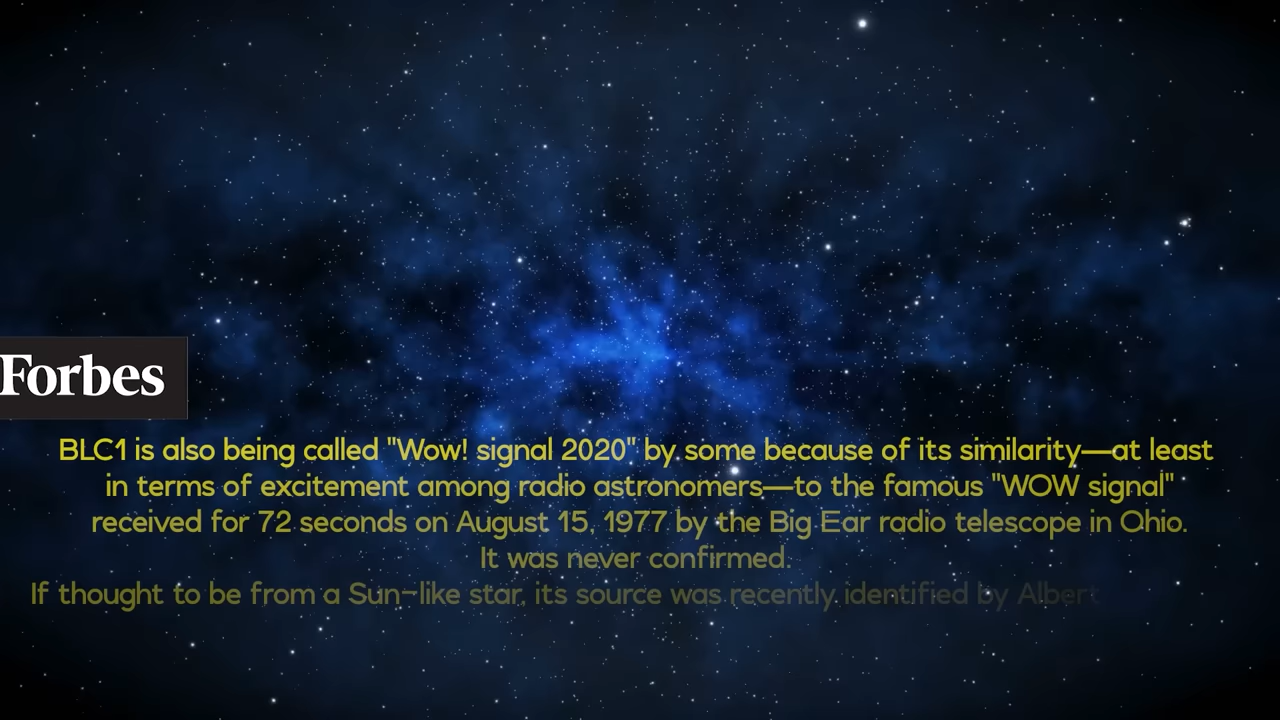 Forbes
BLC1 is also being called "Wow! signal 2020" by some because of its similarity—at least
in terms of excitement among radio astronomers—to the famous "WOW signal"
received for 72 seconds on August 15, 1977 by the Big Ear radio telescope in Ohio.
It was never confirmed.
If thought to be from a Sun-like star, its source was recently identified by Albert